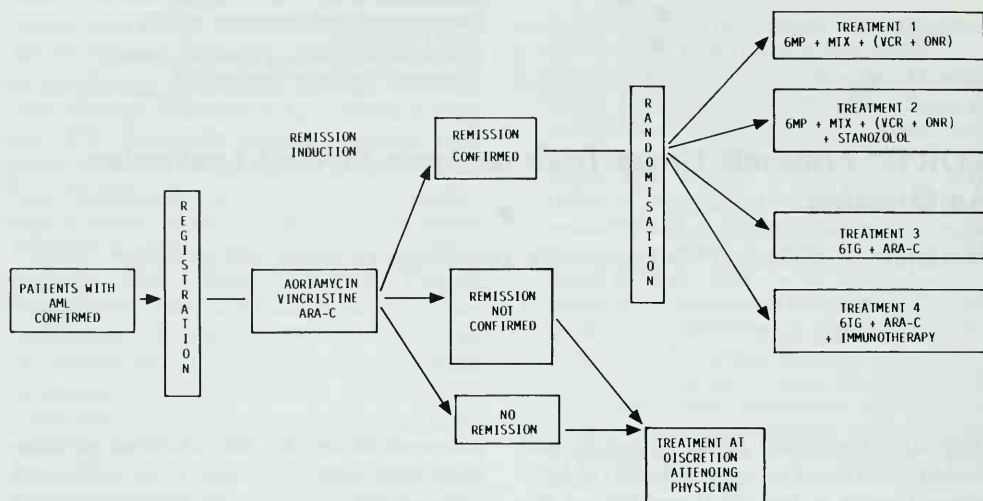 PATIENTS WITH
AML
CONFIRMED
REGISTRATION
REMISSION
INDUCTION
AORIAMYCIN
VINCRISTINE
ARA-C
REMISSION
CONFIRMED
REMISSION
NOT
CONFIRMED
NO
REMISSION
TREATMENT AT
OISCRETION
ATTENOING
PHYSICIAN
RANDOMISATION
TREATMENT 1
6MP + MTX + (VCR + ONR)
TREATMENT 2
6MP + MTX + (VCR + ONR)
+ STANOZOLOL
TREATMENT 3
6TG + ARA-C
TREATMENT 4
6TG + ARA-C
+ IMMUNOTHERAPY